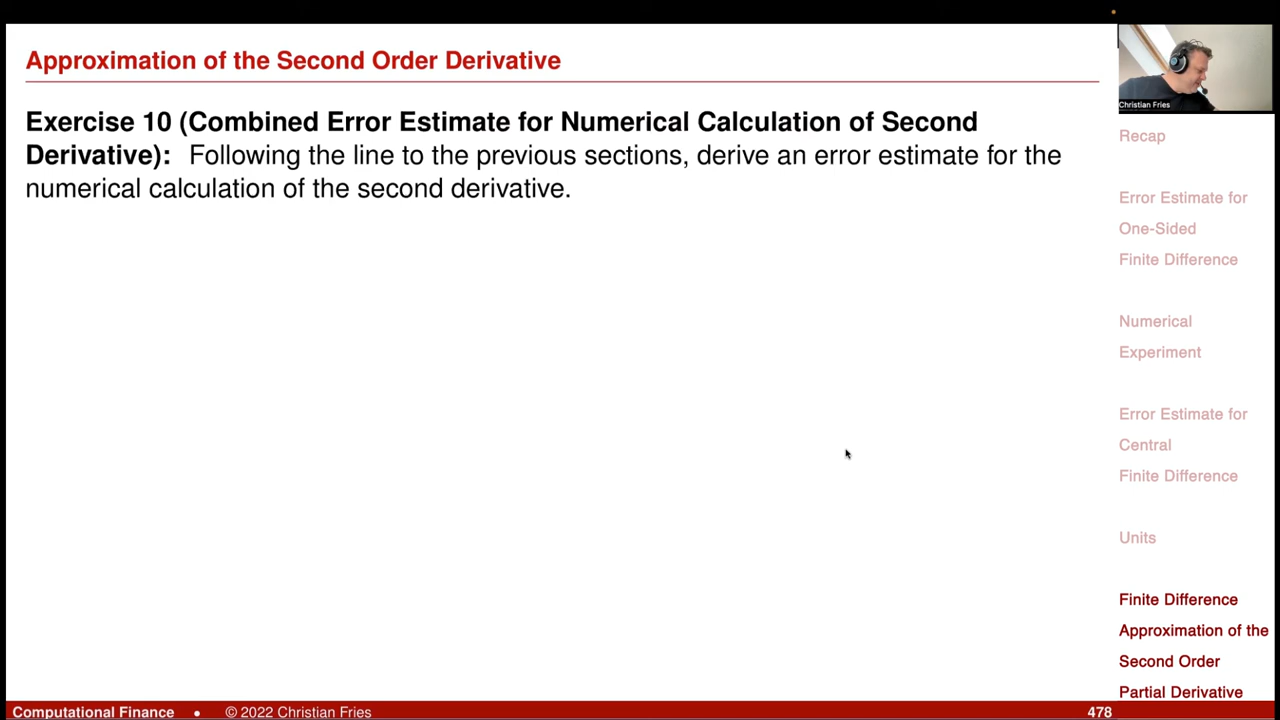 Approximation of the Second Order Derivative
Exercise 10 (Combined Error Estimate for Numerical Calculation of Second
Derivative): Following the line to the previous sections, derive an error estimate for the
numerical calculation of the second derivative.
Christian Fries
Recap
Error Estimate for
One-Sided
Finite Difference
Numerical
Experiment
Error Estimate for
Central
Finite Difference
Units
Finite Difference
Approximation of the
Second Order
Partial Derivative
Computational Finance • © 2022 Christian Fries 478